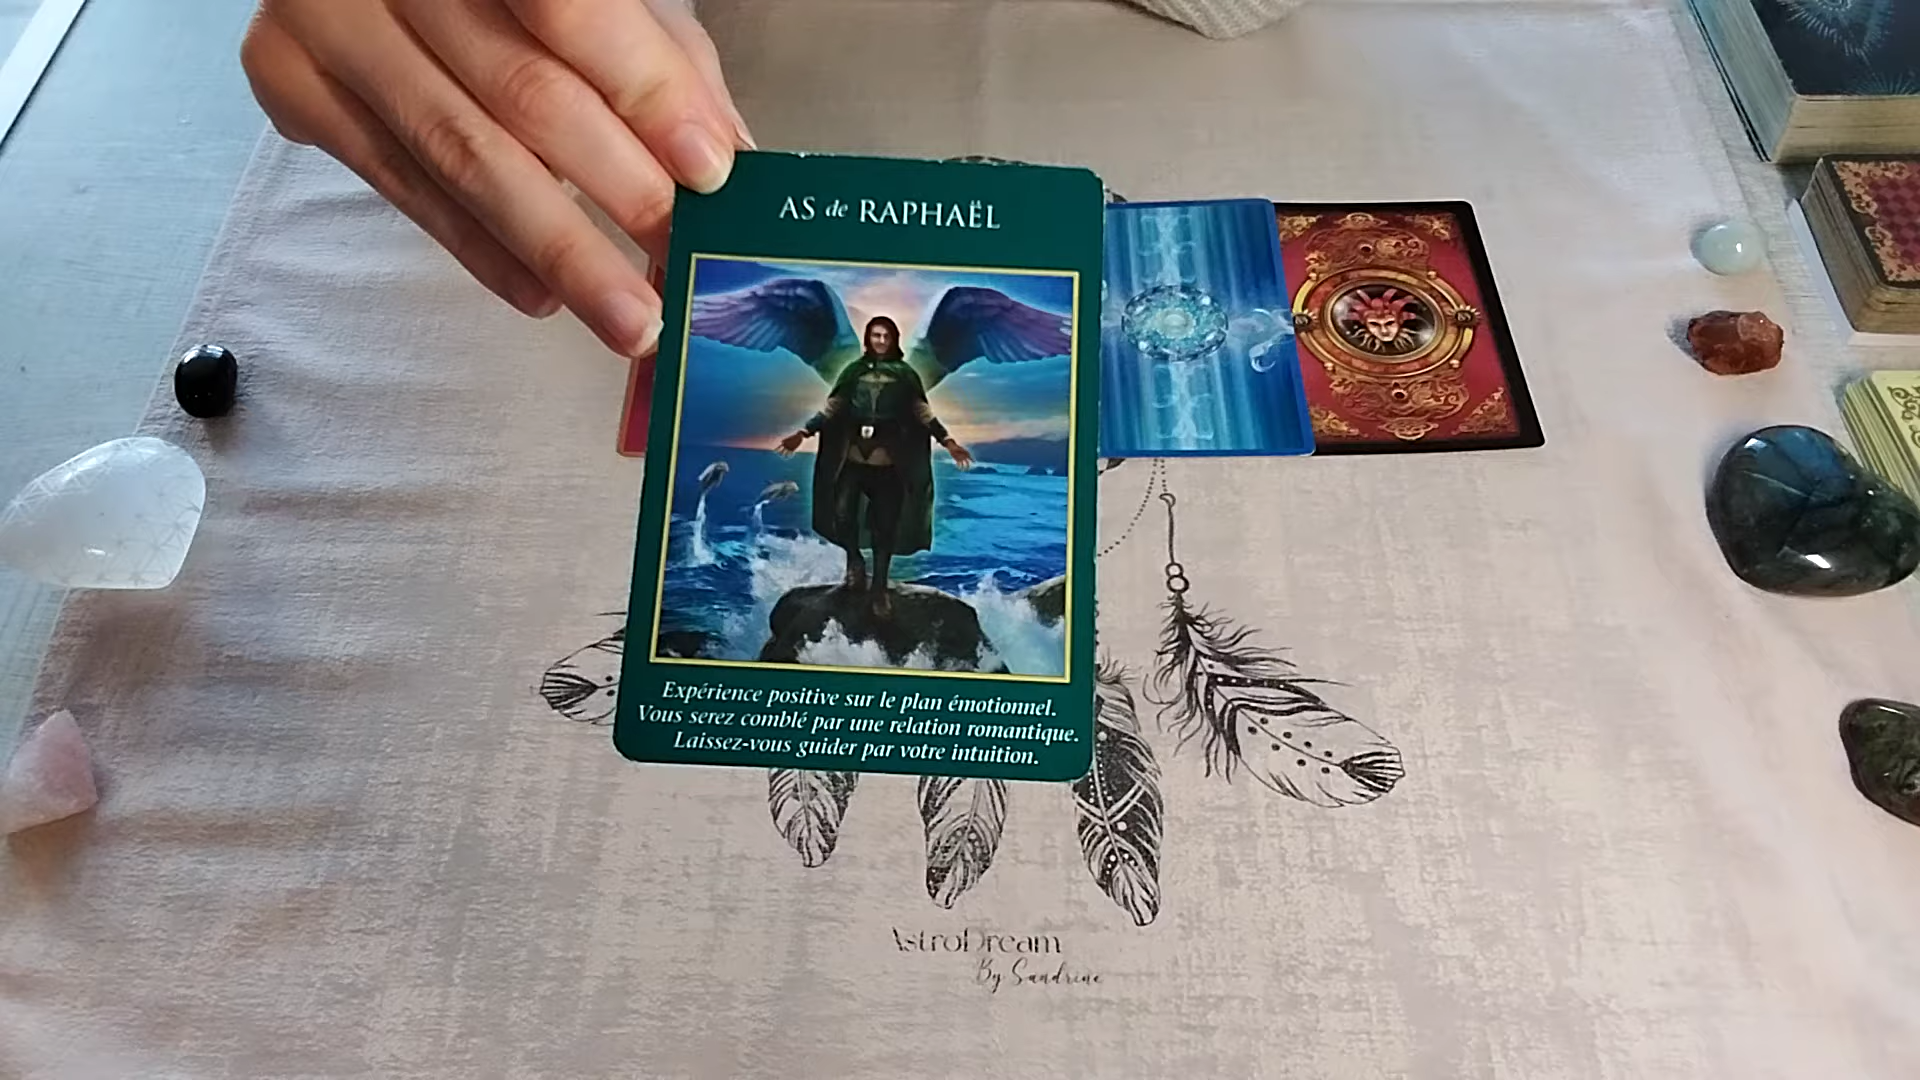 AS de RAPHAËL
Expérience positive sur le plan émotionnel.
Vous serez comblé par une relation romantique.
Laissez-vous guider par votre intuition.
AstroDream
By Sandrine